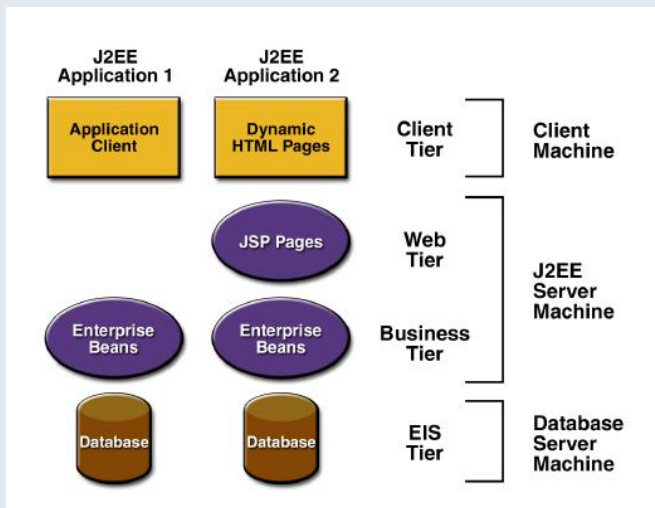 J2EE
Application 1
J2EE
Application 2
Application
Client
Dynamic
HTML Pages
Client
Tier
Client
Machine
JSP Pages
Web
Tier
J2EE
Server
Machine
Enterprise
Beans
Enterprise
Beans
Business
Tier
Database
Database
EIS
Tier
Database
Server
Machine